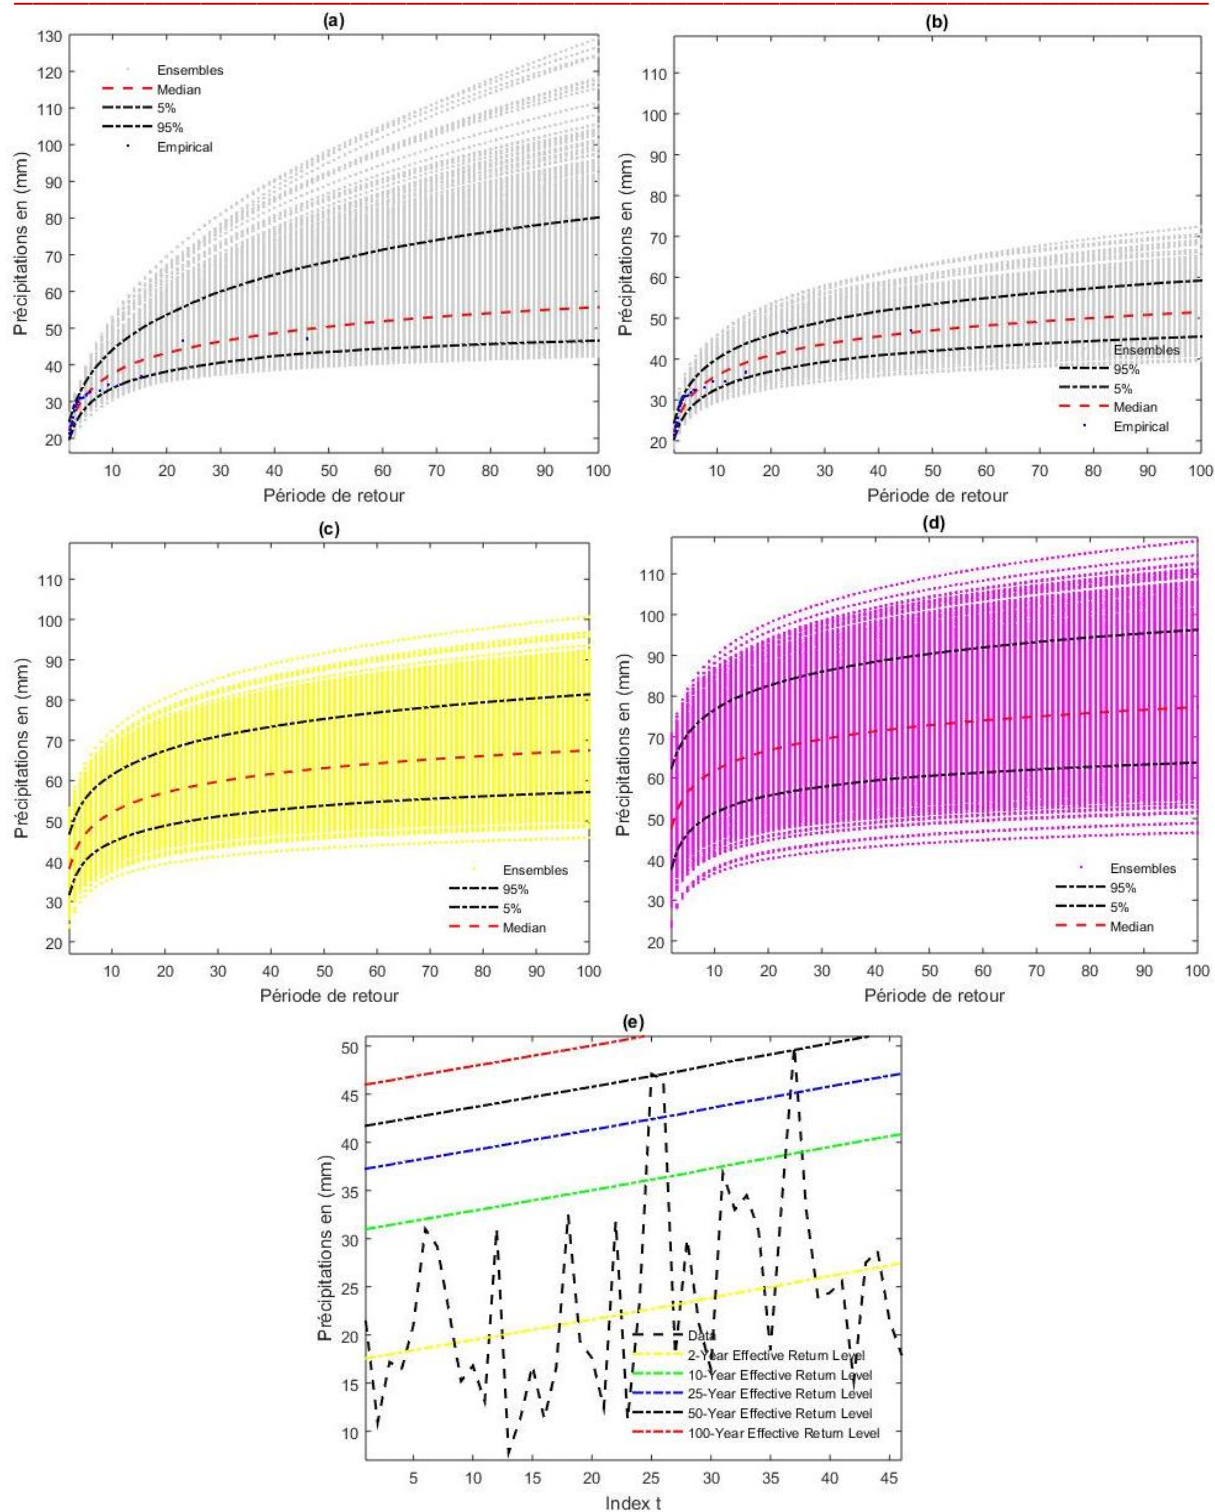 (a)
130
120
110
100
90
80
70
60
50
40
30
20
Précipitations en (mm)
Ensembles
Median
5%
95%
Empirical
10 20 30 40 50 60 70 80 90 100
Période de retour
(b)
110
100
90
80
70
60
50
40
30
20
Précipitations en (mm)
Ensembles
95%
5%
Median
Empirical
10 20 30 40 50 60 70 80 90 100
Période de retour
(c)
110
100
90
80
70
60
50
40
30
20
Précipitations en (mm)
Ensembles
95%
5%
Median
10 20 30 40 50 60 70 80 90 100
Période de retour
(d)
110
100
90
80
70
60
50
40
30
20
Précipitations en (mm)
Ensembles
95%
5%
Median
10 20 30 40 50 60 70 80 90 100
Période de retour
(e)
50
45
40
35
30
25
20
15
10
Précipitations en (mm)
Data
2-Year Effective Return Level
10-Year Effective Return Level
25-Year Effective Return Level
50-Year Effective Return Level
100-Year Effective Return Level
5 10 15 20 25 30 35 40 45
Index t